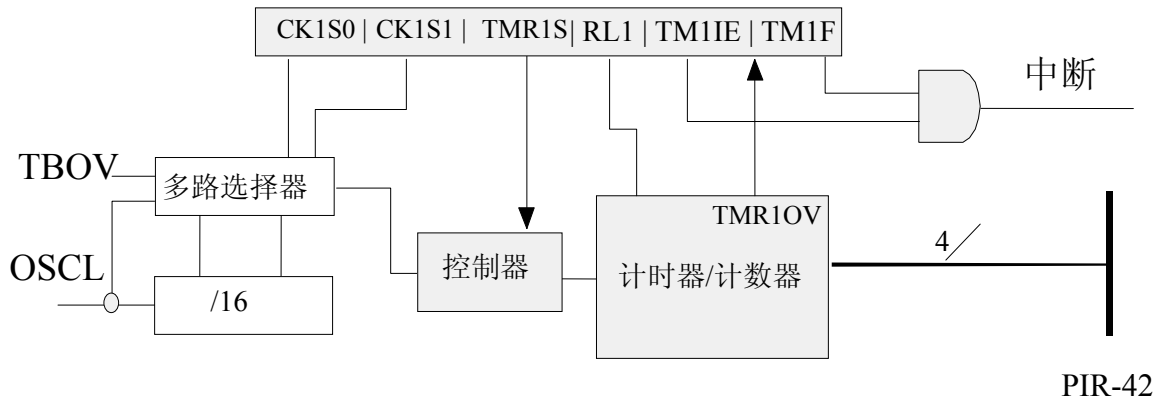 CK1S0 | CK1S1 | TMR1S | RL1 | TM1IE | TM1F
中断
TBOV
多路选择器
TMR1OV
4
OSCL
控制器
计时器/计数器
/16
PIR-42